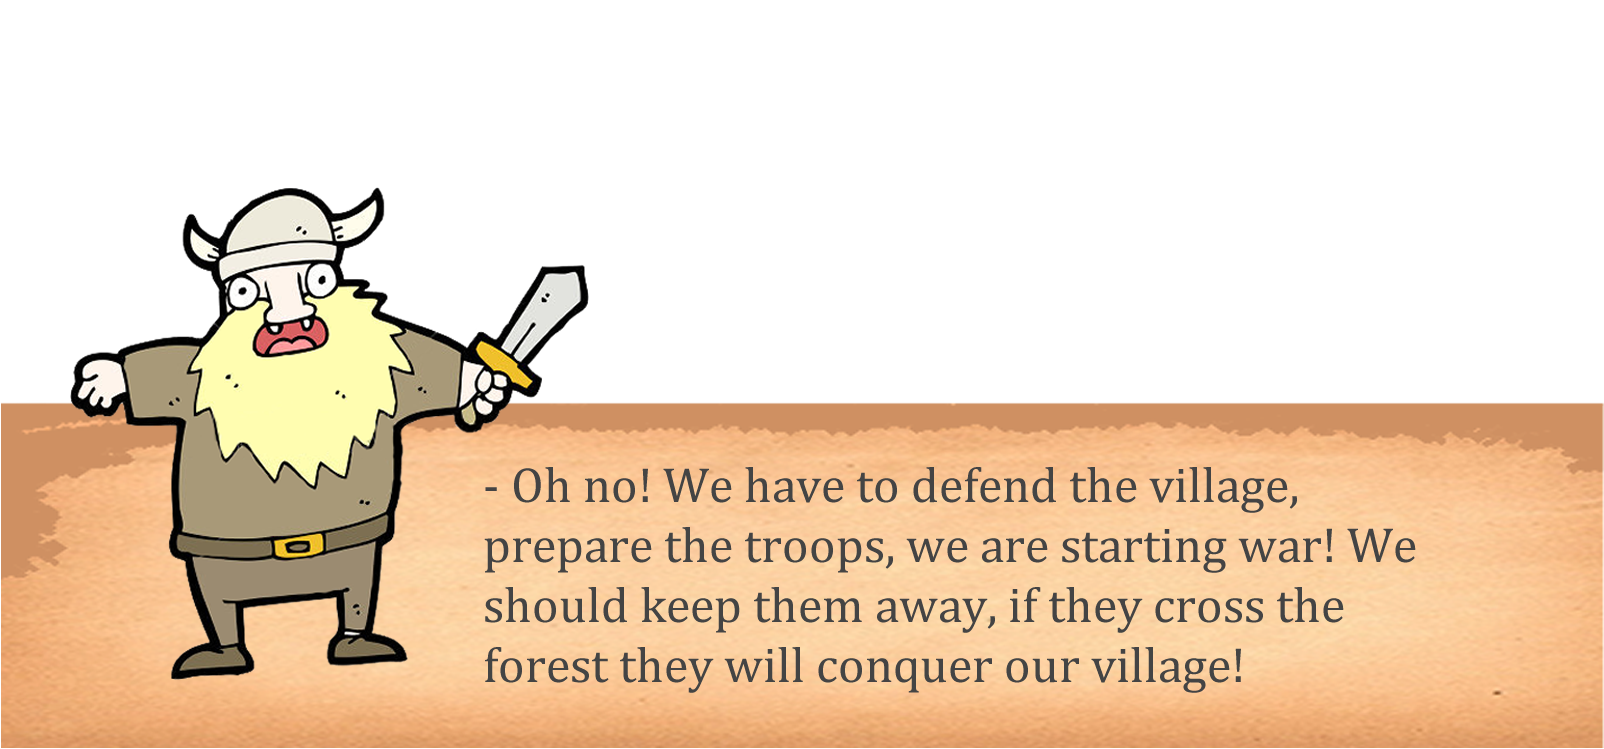 - Oh no! We have to defend the village,
prepare the troops, we are starting war! We
should keep them away, if they cross the
forest they will conquer our village!